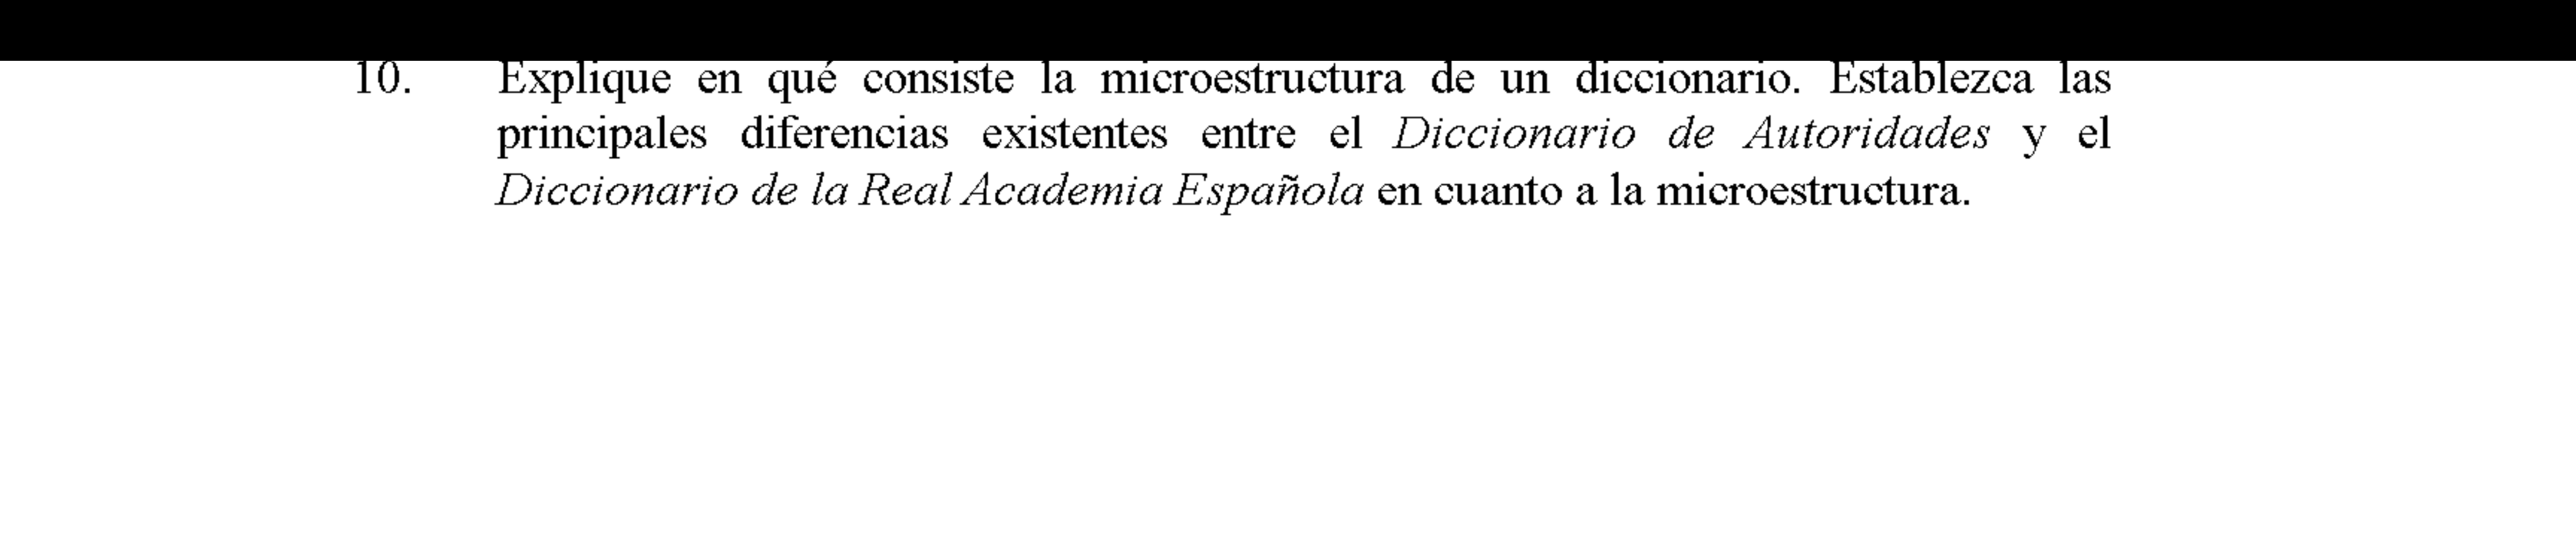 10. Explique en qué consiste la microestructura de un diccionario. Establezca las
principales diferencias existentes entre el Diccionario de Autoridades y el
Diccionario de la Real Academia Española en cuanto a la microestructura.